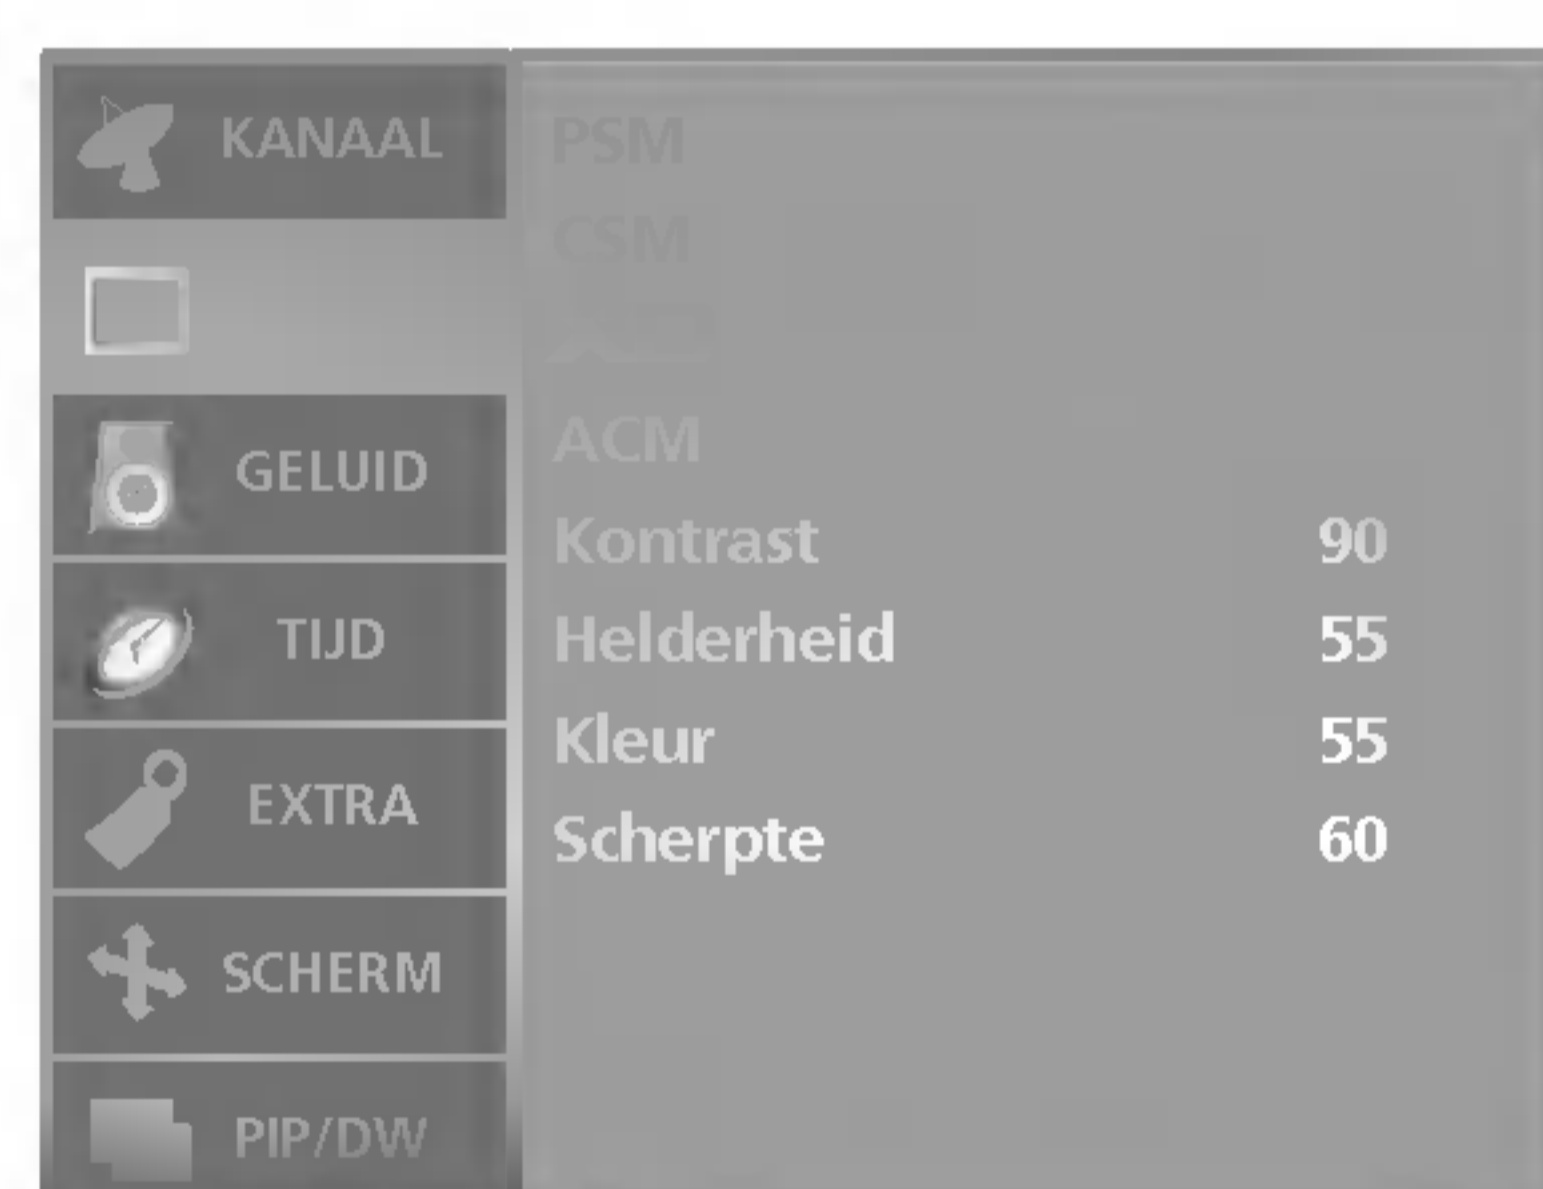 KANAAL
GELUID
TIJD
EXTRA
SCHERM
PIP/DW
PSM
CSM
ACM
Kontrast 90
Helderheid 55
Kleur 55
Scherpte 60